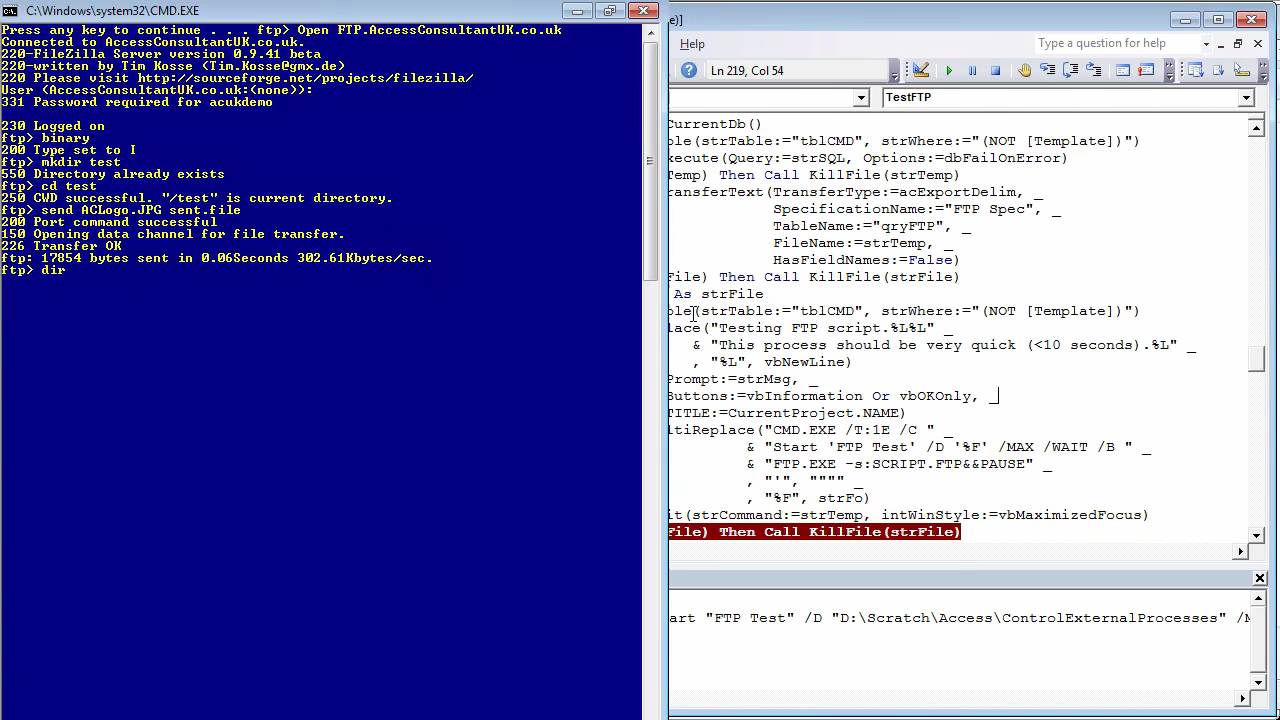 C:\Windows\system32\CMD.EXE
Press any key to continue . . . ftp> Open FTP.AccessConsultantUK.co.uk
Connected to AccessConsultantUK.co.uk.
220-FileZilla Server version 0.9.41 beta
220-written by Tim Kosse (Tim.Kosse@gmx.de)
220 Please visit http://sourceforge.net/projects/filezilla/
User (AccessConsultantUK.co.uk:(none)):
331 Password required for acukdemo
230 Logged on
ftp> binary
200 Type set to I
ftp> mkdir test
550 Directory already exists
ftp> cd test
250 CWD successful. "/test" is current directory.
ftp> send ACLogo.JPG sent.file
200 Port command successful
150 Opening data channel for file transfer.
226 Transfer OK
ftp: 17854 bytes sent in 0.06Seconds 302.61Kbytes/sec.
ftp> dir
e)]
Help
Type a question for help
Ln 219, Col 54
TestFTP
CurrentDb()
ble(strTable:="tblCMD", strWhere:="(NOT [Template])")
xecute(Query:=strSQL, Options:=dbFailOnError)
Temp) Then Call KillFile(strTemp)
ransferText(TransferType:=acExportDelim, _
SpecificationName:="FTP Spec", _
TableName:="qryFTP", _
FileName:=strTemp, _
HasFieldNames:=False)
File) Then Call KillFile(strFile)
As strFile
ble(strTable:="tblCMD", strWhere:="(NOT [Template])")
lace("Testing FTP script.%L%L" _
& "This process should be very quick (<10 seconds).%L" _
, "%L", vbNewLine)
Prompt:=strMsg, _
Buttons:=vbInformation Or vbOKOnly, _
TITLE:=CurrentProject.NAME)
ltiReplace("CMD.EXE /T:1E /C " _
& "Start 'FTP Test' /D '%F' /MAX /WAIT /B " _
& "FTP.EXE -s:SCRIPT.FTP&&PAUSE" _
, "'", """" _
, "%F", strFo)
it(strCommand:=strTemp, intWinStyle:=vbMaximizedFocus)
File) Then Call KillFile(strFile)
art "FTP Test" /D "D:\Scratch\Access\ControlExternalProcesses" /M